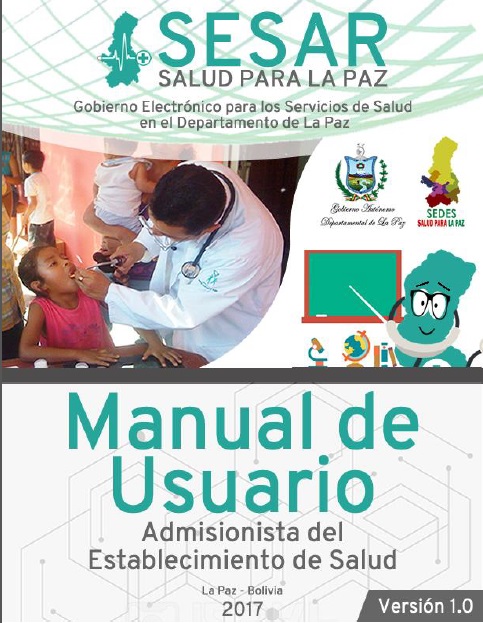 SESAR
SALUD PARA LA PAZ
Gobierno Electrónico para los Servicios de Salud
en el Departamento de La Paz
Gobierno Autónomo
Departamental de La Paz
SEDES
SALUD PARA LA PAZ
Manual de
Usuario
Admisionista del
Establecimiento de Salud
La Paz - Bolivia
2017
Versión 1.0